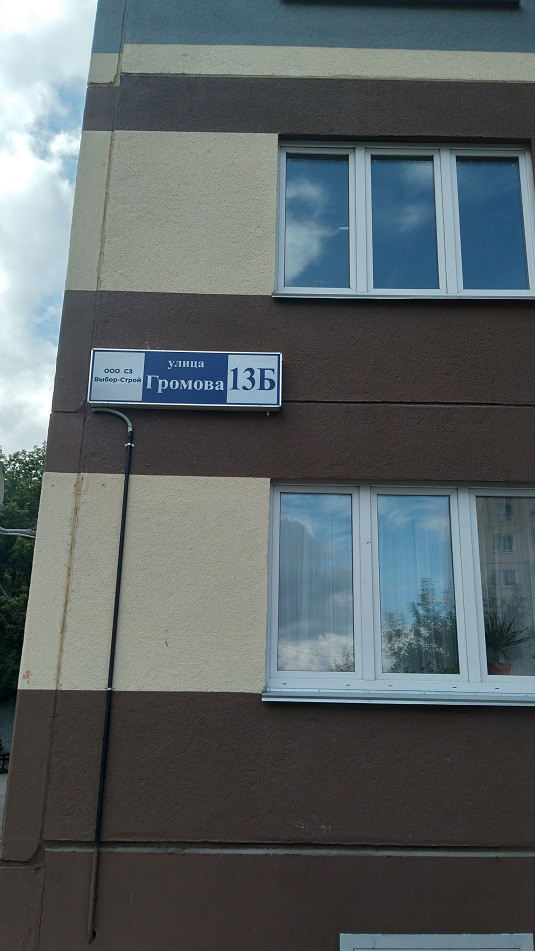 ООО СЗ
Выбор-Строй
улица
Громова
13Б